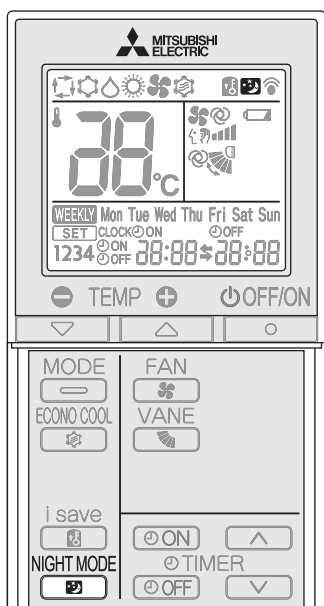 MITSUBISHI
ELECTRIC
88
°C
WEEKLY Mon Tue Wed Thu Fri Sat Sun
SET CLOCK ON OFF
1234 ON OFF 88:88 88:88
TEMP OFF/ON
MODE FAN
ECONO COOL VANE
i save
NIGHT MODE
ON
TIMER
OFF